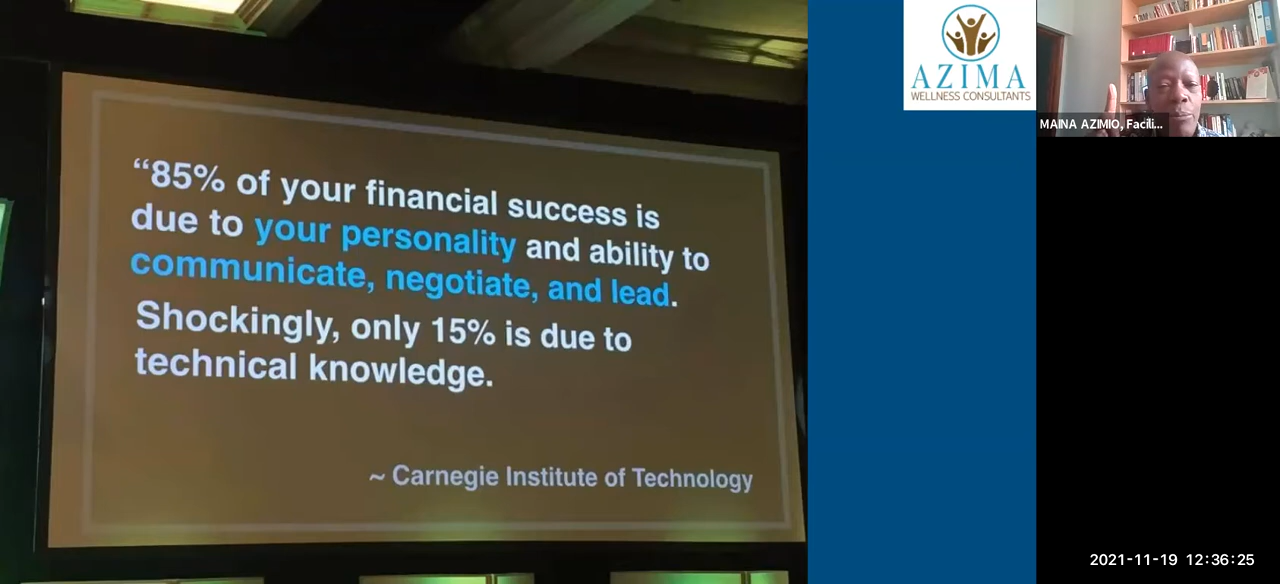 “85% of your financial success is
due to your personality and ability to
communicate, negotiate, and lead.
Shockingly, only 15% is due to
technical knowledge.
~ Carnegie Institute of Technology
AZIMA
WELLNESS CONSULTANTS
MAINA AZIMIO, Facili...
2021-11-19 12:36:25